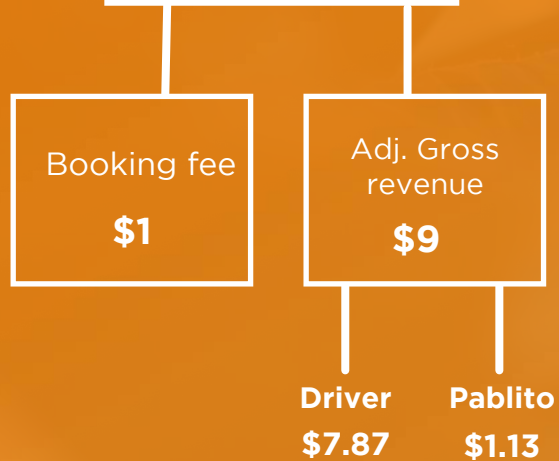 Booking fee
$1
Adj. Gross
revenue
$9
Driver
$7.87
Pablito
$1.13